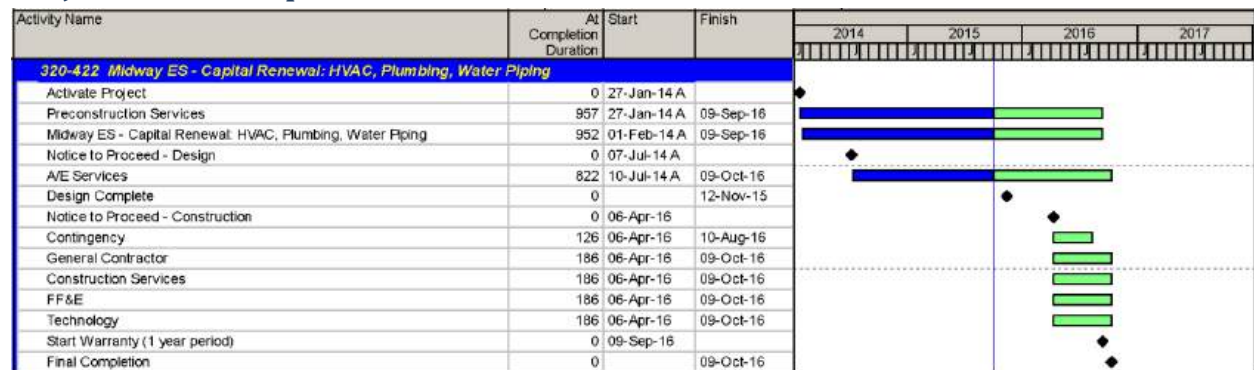 Activity Name At Completion Duration Start Finish 2014 2015 2016 2017
320-422 Midway ES - Capital Renewal: HVAC, Plumbing, Water Piping
Activate Project 0 27-Jan-14 A
Preconstruction Services 957 27-Jan-14 A 09-Sep-16
Midway ES - Capital Renewal: HVAC, Plumbing, Water Piping 952 01-Feb-14 A 09-Sep-16
Notice to Proceed - Design 0 07-Jul-14 A
A/E Services 822 10-Jul-14 A 09-Oct-16
Design Complete 0 12-Nov-15
Notice to Proceed - Construction 0 06-Apr-16
Contingency 126 06-Apr-16 10-Aug-16
General Contractor 186 06-Apr-16 09-Oct-16
Construction Services 186 06-Apr-16 09-Oct-16
FF&E 186 06-Apr-16 09-Oct-16
Technology 186 06-Apr-16 09-Oct-16
Start Warranty (1 year period) 0 09-Sep-16
Final Completion 0 09-Oct-16